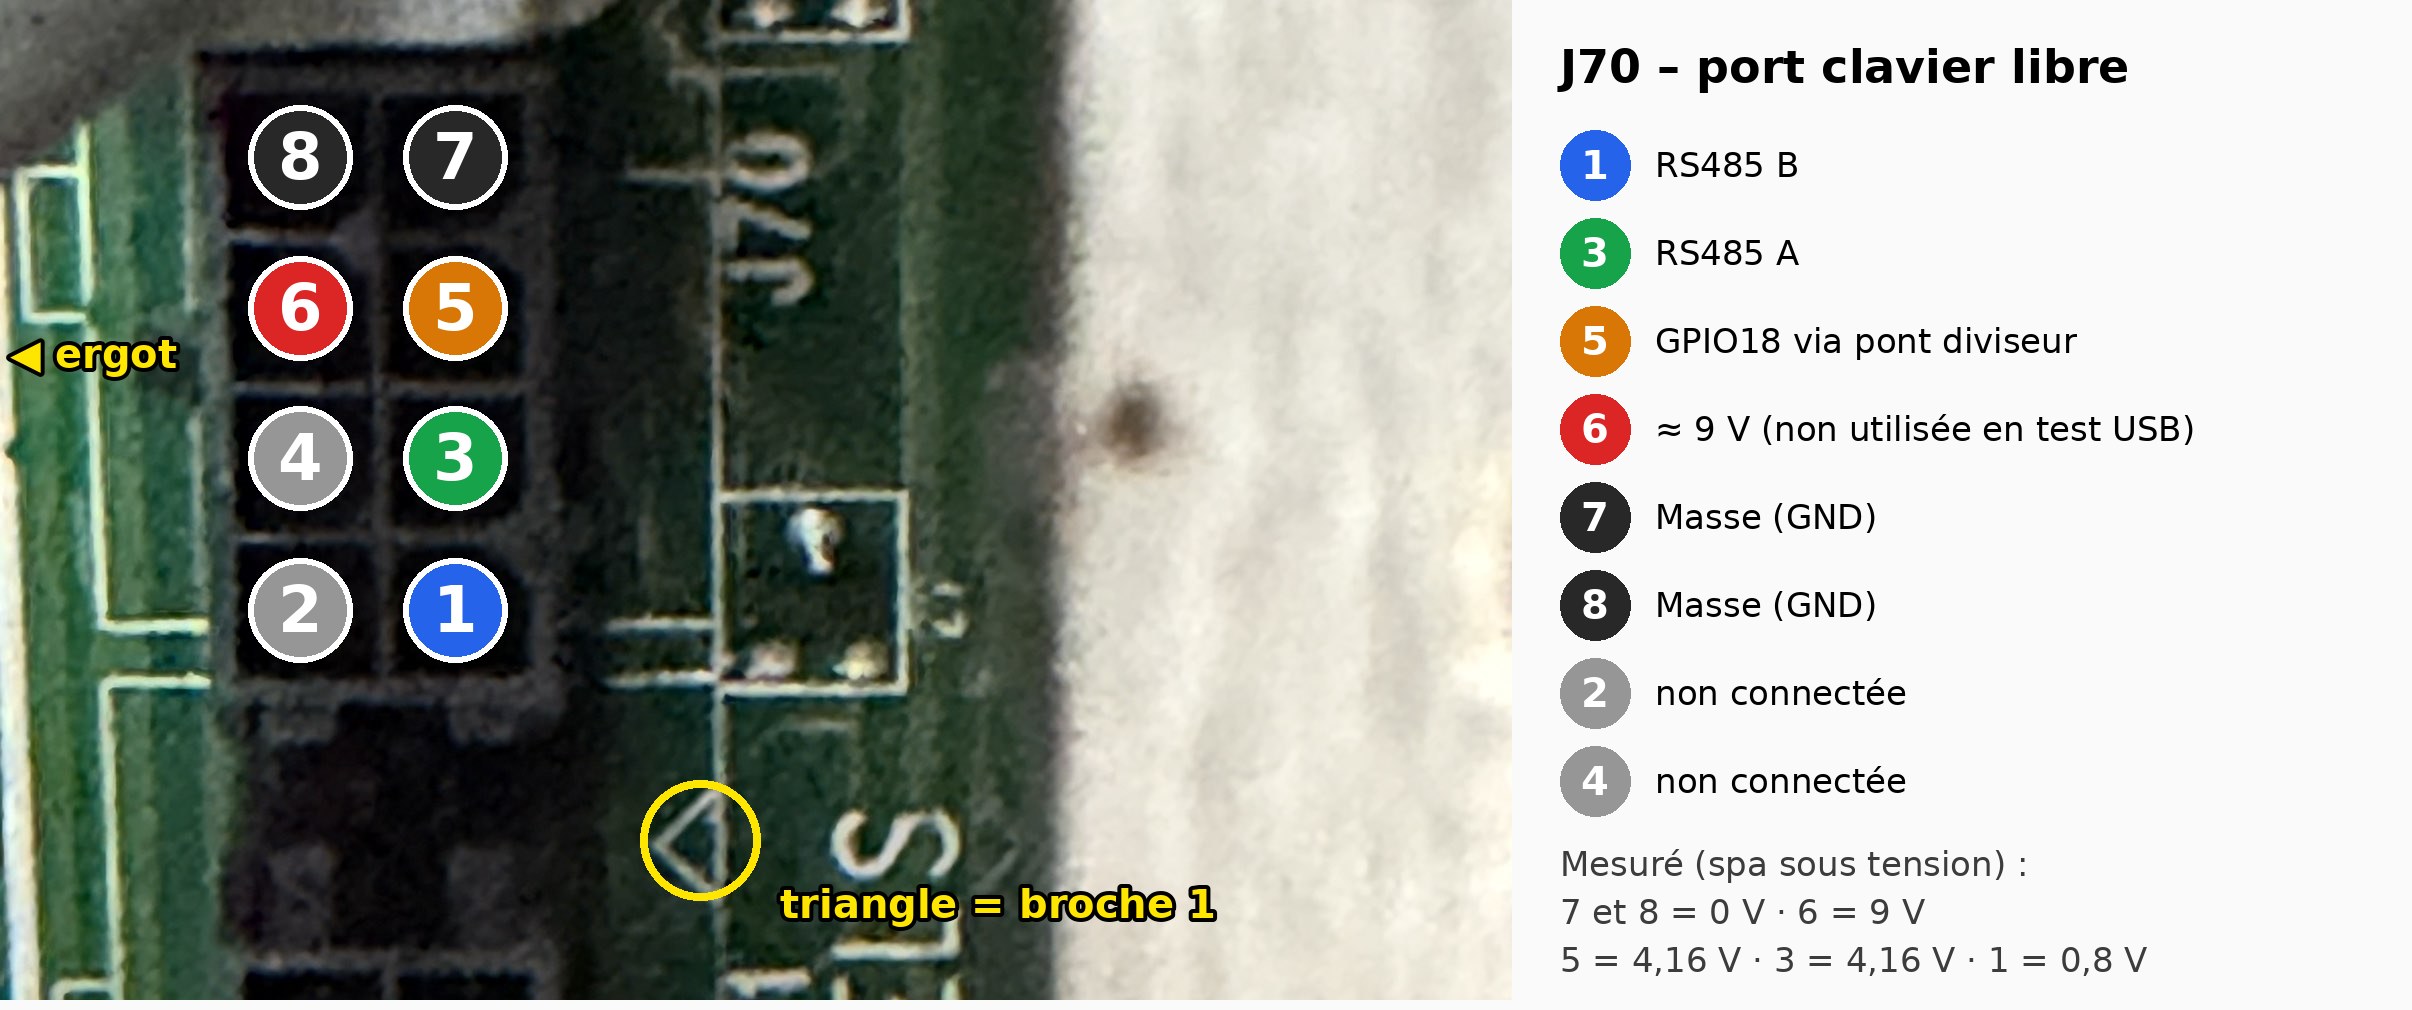 J70 – port clavier libre
8 7
6 5
◀ ergot
4 3
2 1
J70
triangle = broche 1
1 RS485 B
3 RS485 A
5 GPIO18 via pont diviseur
6 ≈ 9 V (non utilisée en test USB)
7 Masse (GND)
8 Masse (GND)
2 non connectée
4 non connectée
Mesuré (spa sous tension) :
7 et 8 = 0 V · 6 = 9 V
5 = 4,16 V · 3 = 4,16 V · 1 = 0,8 V